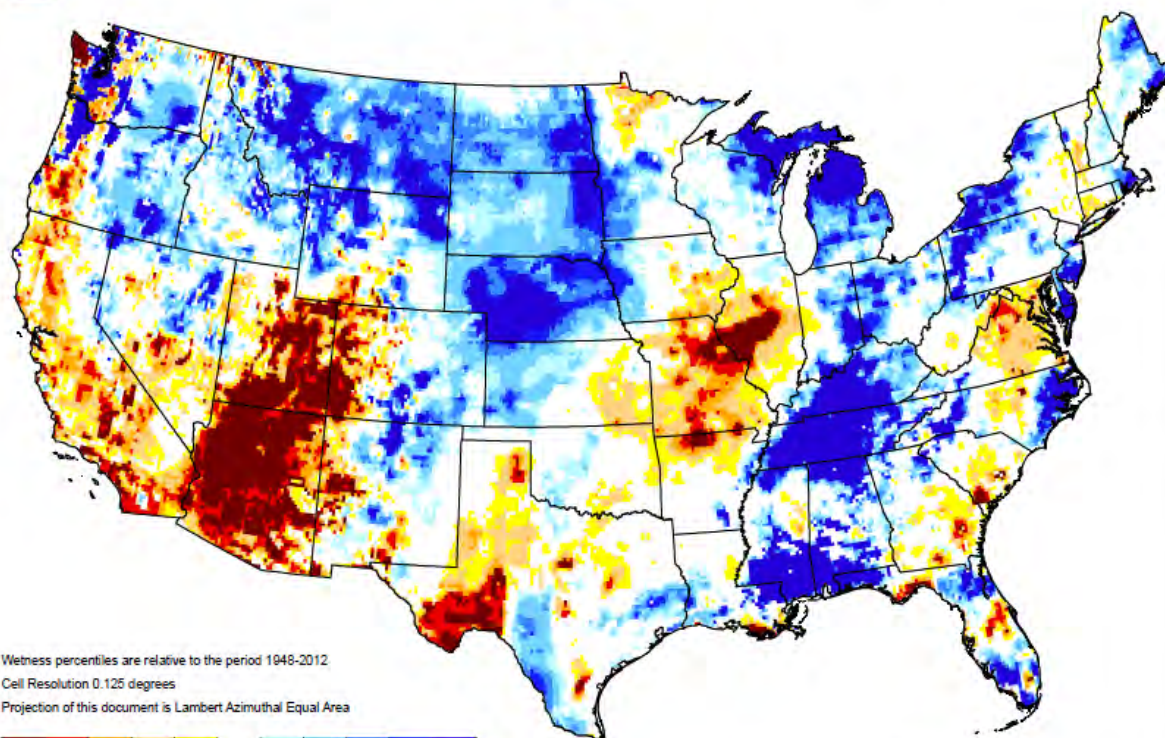 Wetness percentiles are relative to the period 1948-2012
Cell Resolution 0.125 degrees
Projection of this document is Lambert Azimuthal Equal Area